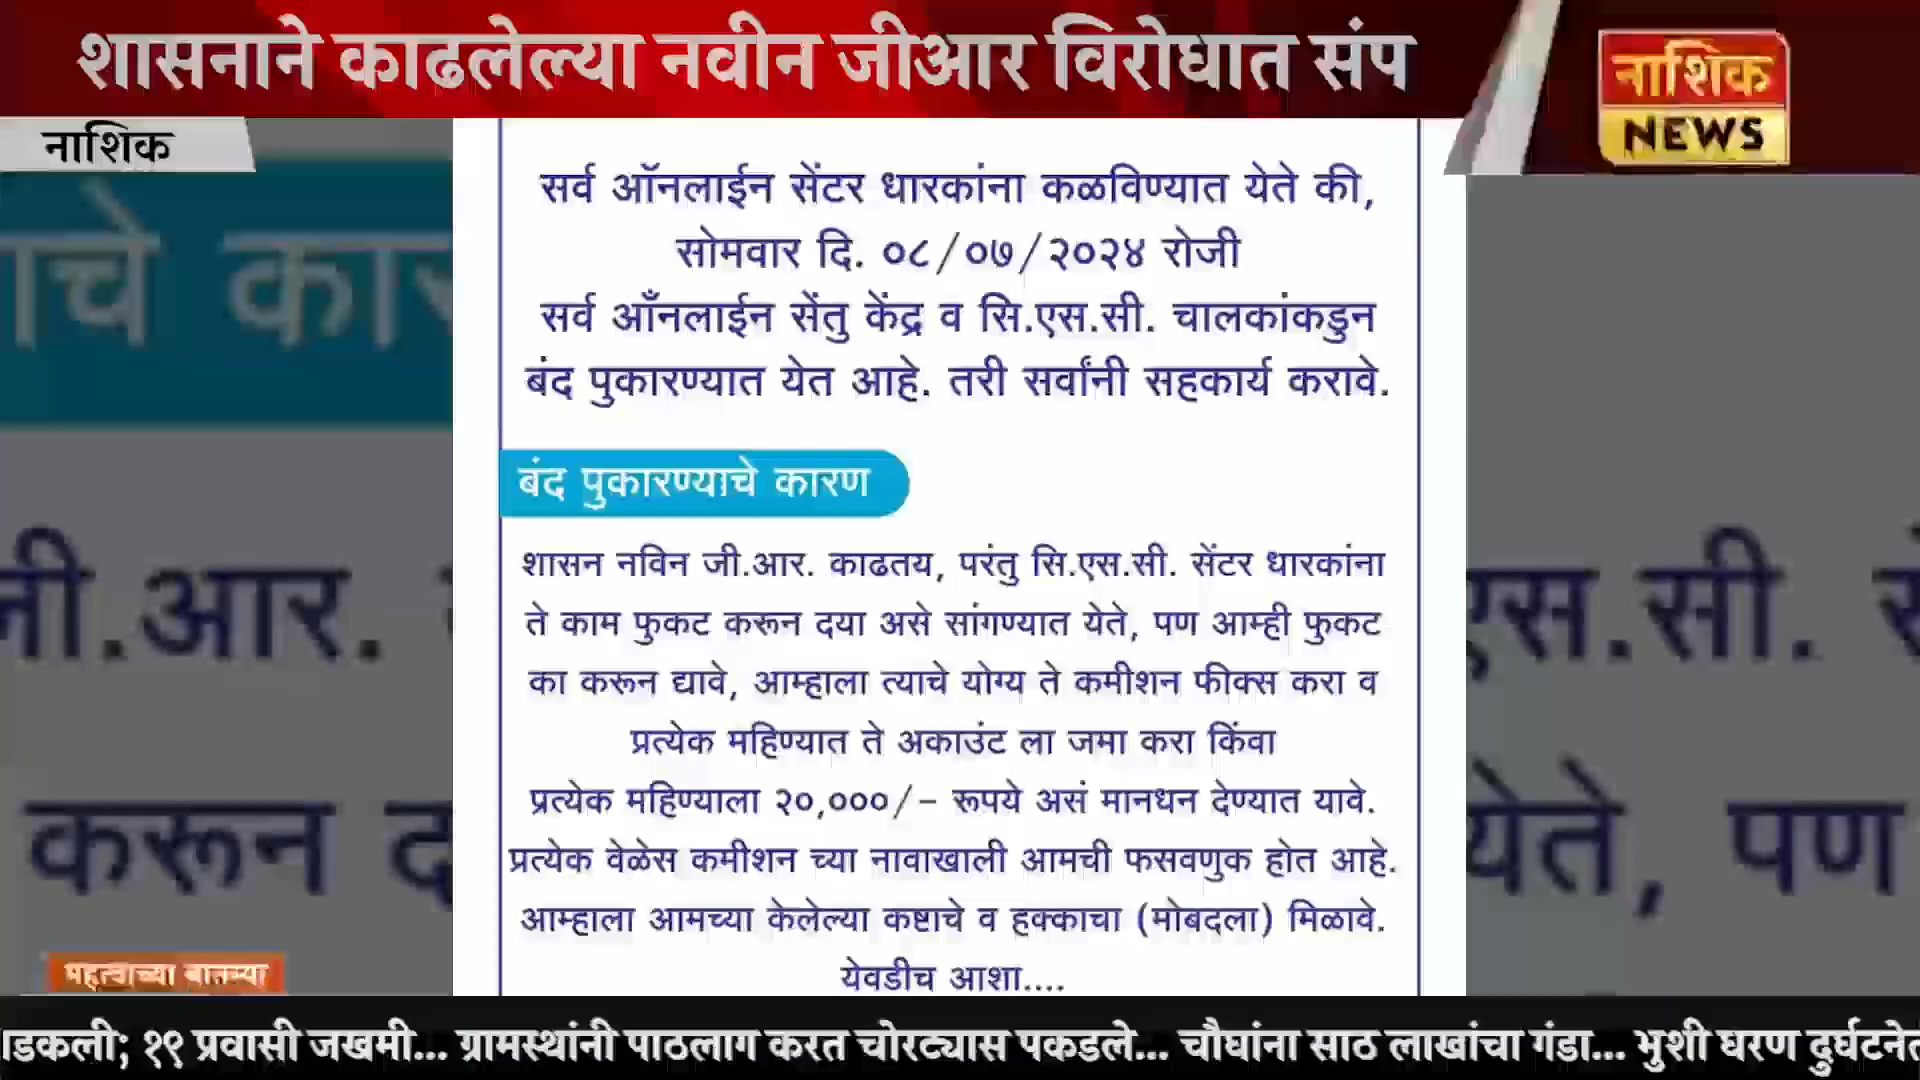 शासनाने काढलेल्या नवीन जीआर विरोधात संप
नाशिक
NEWS
नाशिक
सर्व ऑनलाईन सेंटर धारकांना कळविण्यात येते की,
सोमवार दि. ०८/०७/२०२४ रोजी
सर्व आँनलाईन सेंतु केंद्र व सि.एस.सी. चालकांकडुन
बंद पुकारण्यात येत आहे. तरी सर्वांनी सहकार्य करावे.
बंद पुकारण्याचे कारण
शासन नविन जी.आर. काढतय, परंतु सि.एस.सी. सेंटर धारकांना
ते काम फुकट करून दया असे सांगण्यात येते, पण आम्ही फुकट
का करून द्यावे, आम्हाला त्याचे योग्य ते कमीशन फीक्स करा व
प्रत्येक महिण्यात ते अकाउंट ला जमा करा किंवा
प्रत्येक महिण्याला २०,०००/- रूपये असं मानधन देण्यात यावे.
प्रत्येक वेळेस कमीशन च्या नावाखाली आमची फसवणुक होत आहे.
आम्हाला आमच्या केलेल्या कष्टाचे व हक्काचा (मोबदला) मिळावे.
येवडीच आशा....
महत्वाच्या बातम्या
डकली; १९ प्रवासी जखमी... ग्रामस्थांनी पाठलाग करत चोरट्यास पकडले... चौघांना साठ लाखांचा गंडा... भुशी धरण दुर्घटनेत